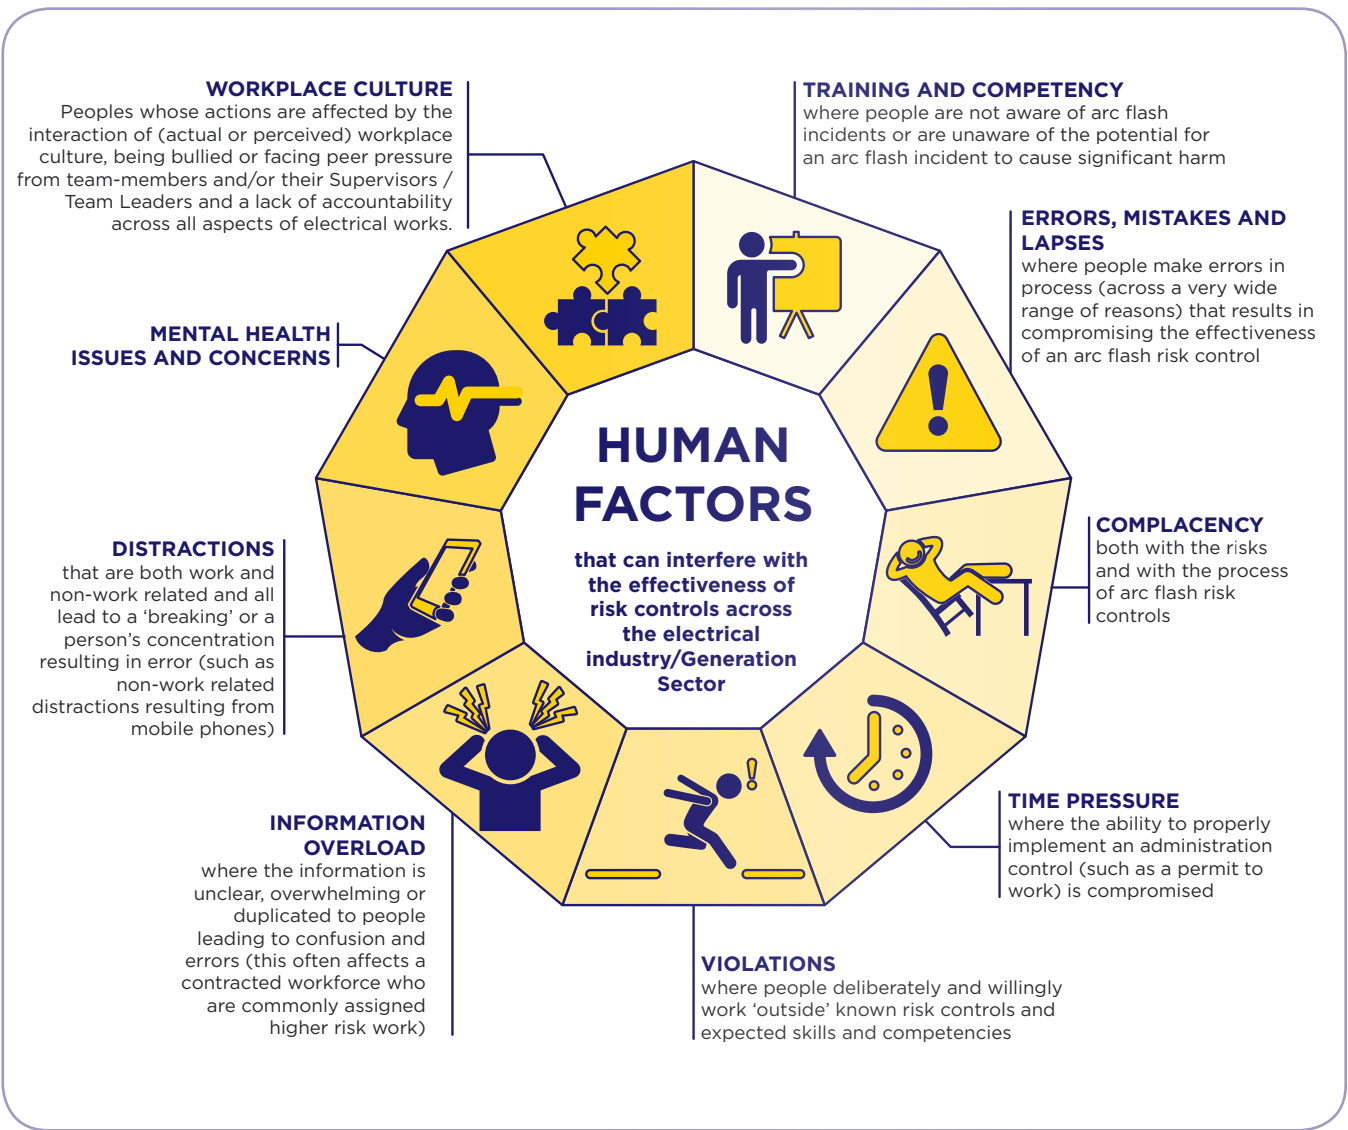 WORKPLACE CULTURE
Peoples whose actions are affected by the
interaction of (actual or perceived) workplace
culture, being bullied or facing peer pressure
from team-members and/or their Supervisors /
Team Leaders and a lack of accountability
across all aspects of electrical works.
TRAINING AND COMPETENCY
where people are not aware of arc flash
incidents or are unaware of the potential for
an arc flash incident to cause significant harm
ERRORS, MISTAKES AND
LAPSES
where people make errors in
process (across a very wide
range of reasons) that results in
compromising the effectiveness
of an arc flash risk control
MENTAL HEALTH
ISSUES AND CONCERNS
HUMAN
FACTORS
that can interfere with
the effectiveness of
risk controls across
the electrical
industry/Generation
Sector
COMPLACENCY
both with the risks
and with the process
of arc flash risk
controls
DISTRACTIONS
that are both work and
non-work related and all
lead to a ‘breaking’ or a
person’s concentration
resulting in error (such as
non-work related
distractions resulting from
mobile phones)
TIME PRESSURE
where the ability to properly
implement an administration
control (such as a permit to
work) is compromised
INFORMATION
OVERLOAD
where the information is
unclear, overwhelming or
duplicated to people
leading to confusion and
errors (this often affects a
contracted workforce who
are commonly assigned
higher risk work)
VIOLATIONS
where people deliberately and willingly
work ‘outside’ known risk controls and
expected skills and competencies